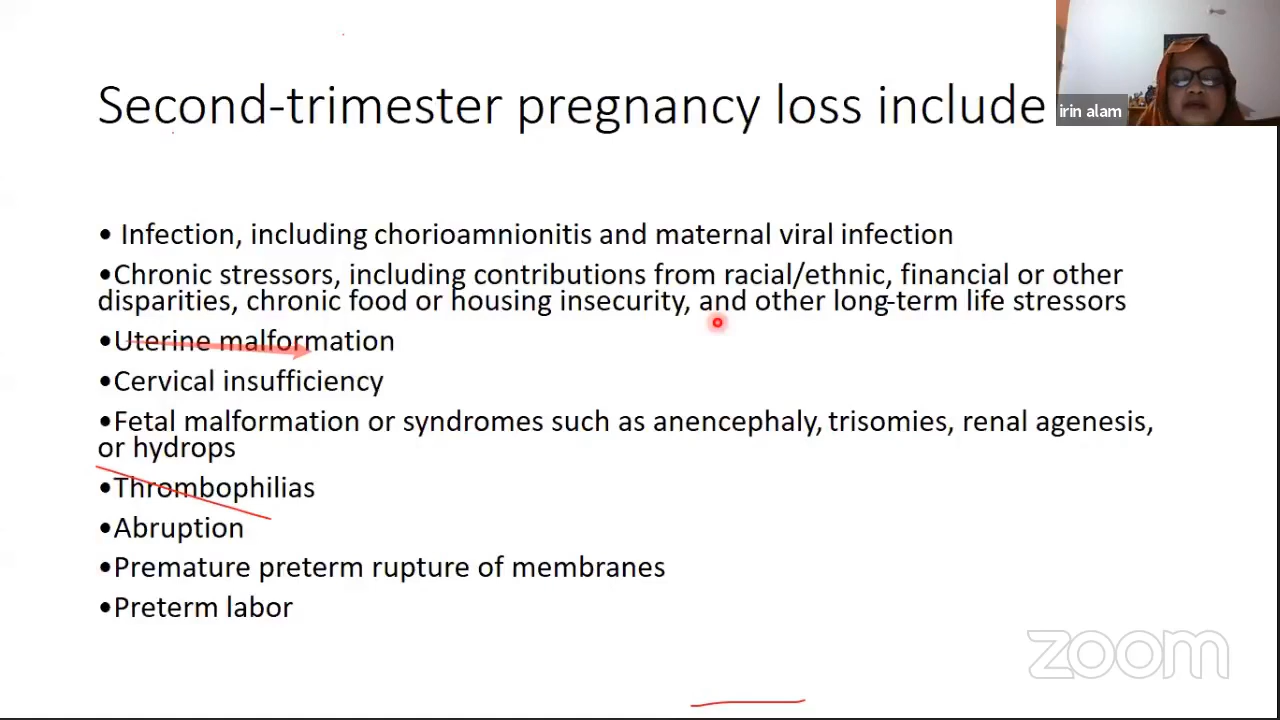 Second-trimester pregnancy loss include
irin alam
• Infection, including chorioamnionitis and maternal viral infection
•Chronic stressors, including contributions from racial/ethnic, financial or other
disparities, chronic food or housing insecurity, and other long-term life stressors
•Uterine malformation
•Cervical insufficiency
•Fetal malformation or syndromes such as anencephaly, trisomies, renal agenesis,
or hydrops
•Thrombophilias
•Abruption
•Premature preterm rupture of membranes
•Preterm labor
zoom